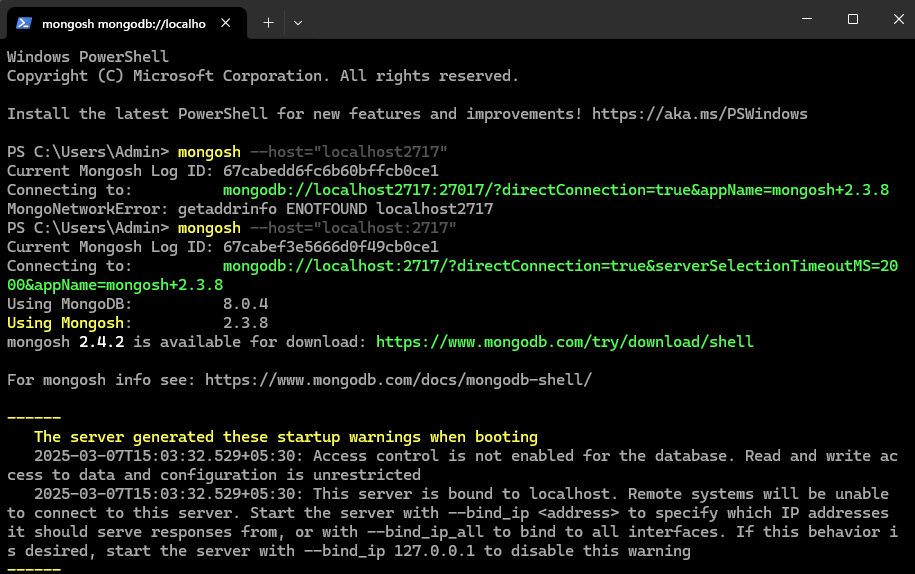 mongosh mongodb://localho
Windows PowerShell
Copyright (C) Microsoft Corporation. All rights reserved.
Install the latest PowerShell for new features and improvements! https://aka.ms/PSWindows
PS C:\Users\Admin> mongosh --host="localhost2717"
Current Mongosh Log ID: 67cabedd6fc6b60bffcb0ce1
Connecting to:          mongodb://localhost2717:27017/?directConnection=true&appName=mongosh+2.3.8
MongoNetworkError: getaddrinfo ENOTFOUND localhost2717
PS C:\Users\Admin> mongosh --host="localhost:2717"
Current Mongosh Log ID: 67cabef3e5666d0f49cb0ce1
Connecting to:          mongodb://localhost:2717/?directConnection=true&serverSelectionTimeoutMS=20
00&appName=mongosh+2.3.8
Using MongoDB:          8.0.4
Using Mongosh:          2.3.8
mongosh 2.4.2 is available for download: https://www.mongodb.com/try/download/shell
For mongosh info see: https://www.mongodb.com/docs/mongodb-shell/
------
The server generated these startup warnings when booting
2025-03-07T15:03:32.529+05:30: Access control is not enabled for the database. Read and write ac
cess to data and configuration is unrestricted
2025-03-07T15:03:32.529+05:30: This server is bound to localhost. Remote systems will be unable
to connect to this server. Start the server with --bind_ip <address> to specify which IP addresses
it should serve responses from, or with --bind_ip_all to bind to all interfaces. If this behavior i
s desired, start the server with --bind_ip 127.0.0.1 to disable this warning
------